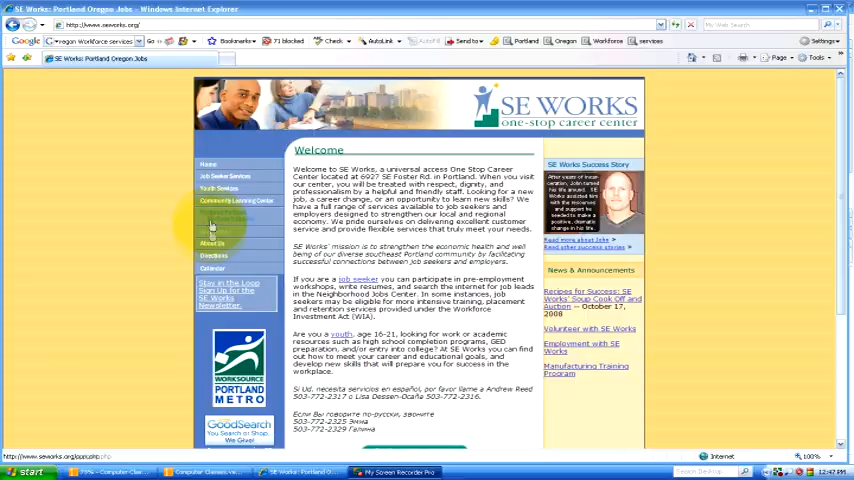 SE Works: Portland Oregon Jobs - Windows Internet Explorer
http://www.seworks.org/
My Web Search
Google
regon Workforce services
Go
Bookmarks
71 blocked
Check
AutoLink
AutoFill
Send to
Portland
Oregon
Workforce
services
Settings
SE Works: Portland Oregon Jobs
Page
Tools
SE WORKS
one-stop career center
Home
Job Seeker Services
Youth Services
Community Learning Center
About Us
Directions
Calendar
Stay in the Loop
Sign Up for the
SE Works
Newsletter.
WORKSOURCE
PORTLAND
METRO
GoodSearch
You Search or Shop...
We Give!
Welcome
Welcome to SE Works, a universal access One Stop Career
Center located at 6927 SE Foster Rd. in Portland. When you visit
our center, you will be treated with respect, dignity, and
professionalism by a helpful and friendly staff. Looking for a new
job, a career change, or an opportunity to learn new skills? We
have a full range of services available to job seekers and
employers designed to strengthen our local and regional
economy. We pride ourselves on delivering excellent customer
service and provide flexible services that truly meet your needs.
SE Works' mission is to strengthen the economic health and well
being of our diverse southeast Portland community by facilitating
successful connections between job seekers and employers.
If you are a job seeker you can participate in pre-employment
workshops, write resumes, and search the internet for job leads
in the Neighborhood Jobs Center. In some instances, job
seekers may be eligible for more intensive training, placement
and retention services provided under the Workforce
Investment Act (WIA).
Are you a youth, age 16-21, looking for work or academic
resources such as high school completion programs, GED
preparation, and/or entry into college? At SE Works you can find
out how to meet your career and educational goals, and
develop new skills that will prepare you for success in the
workplace.
Si Ud. necesita servicios en español, por favor llame a Andrew Reed
503-772-2317 o Lisa Dessen-Ocaña 503-772-2316.
Если Вы говорите по-русски, звоните
503-772-2325 Эмма
503-772-2329 Галина
SE Works Success Story
After years of incar-
ceration, John turned
his life around. SE
Works assisted him
with the resources
and support he
needed to make a
positive, dramatic
change in his life.
Read more about John »
Read other success stories »
News & Announcements
Recipes for Success: SE
Works' Soup Cook Off and
Auction -- October 17,
2008
Volunteer with SE Works
Employment with SE
Works
Manufacturing Training
Program
Internet
100%
start
Computer Classes
SE Works: Portland O...
My Screen Recorder Pro
Search Desktop
12:47 PM